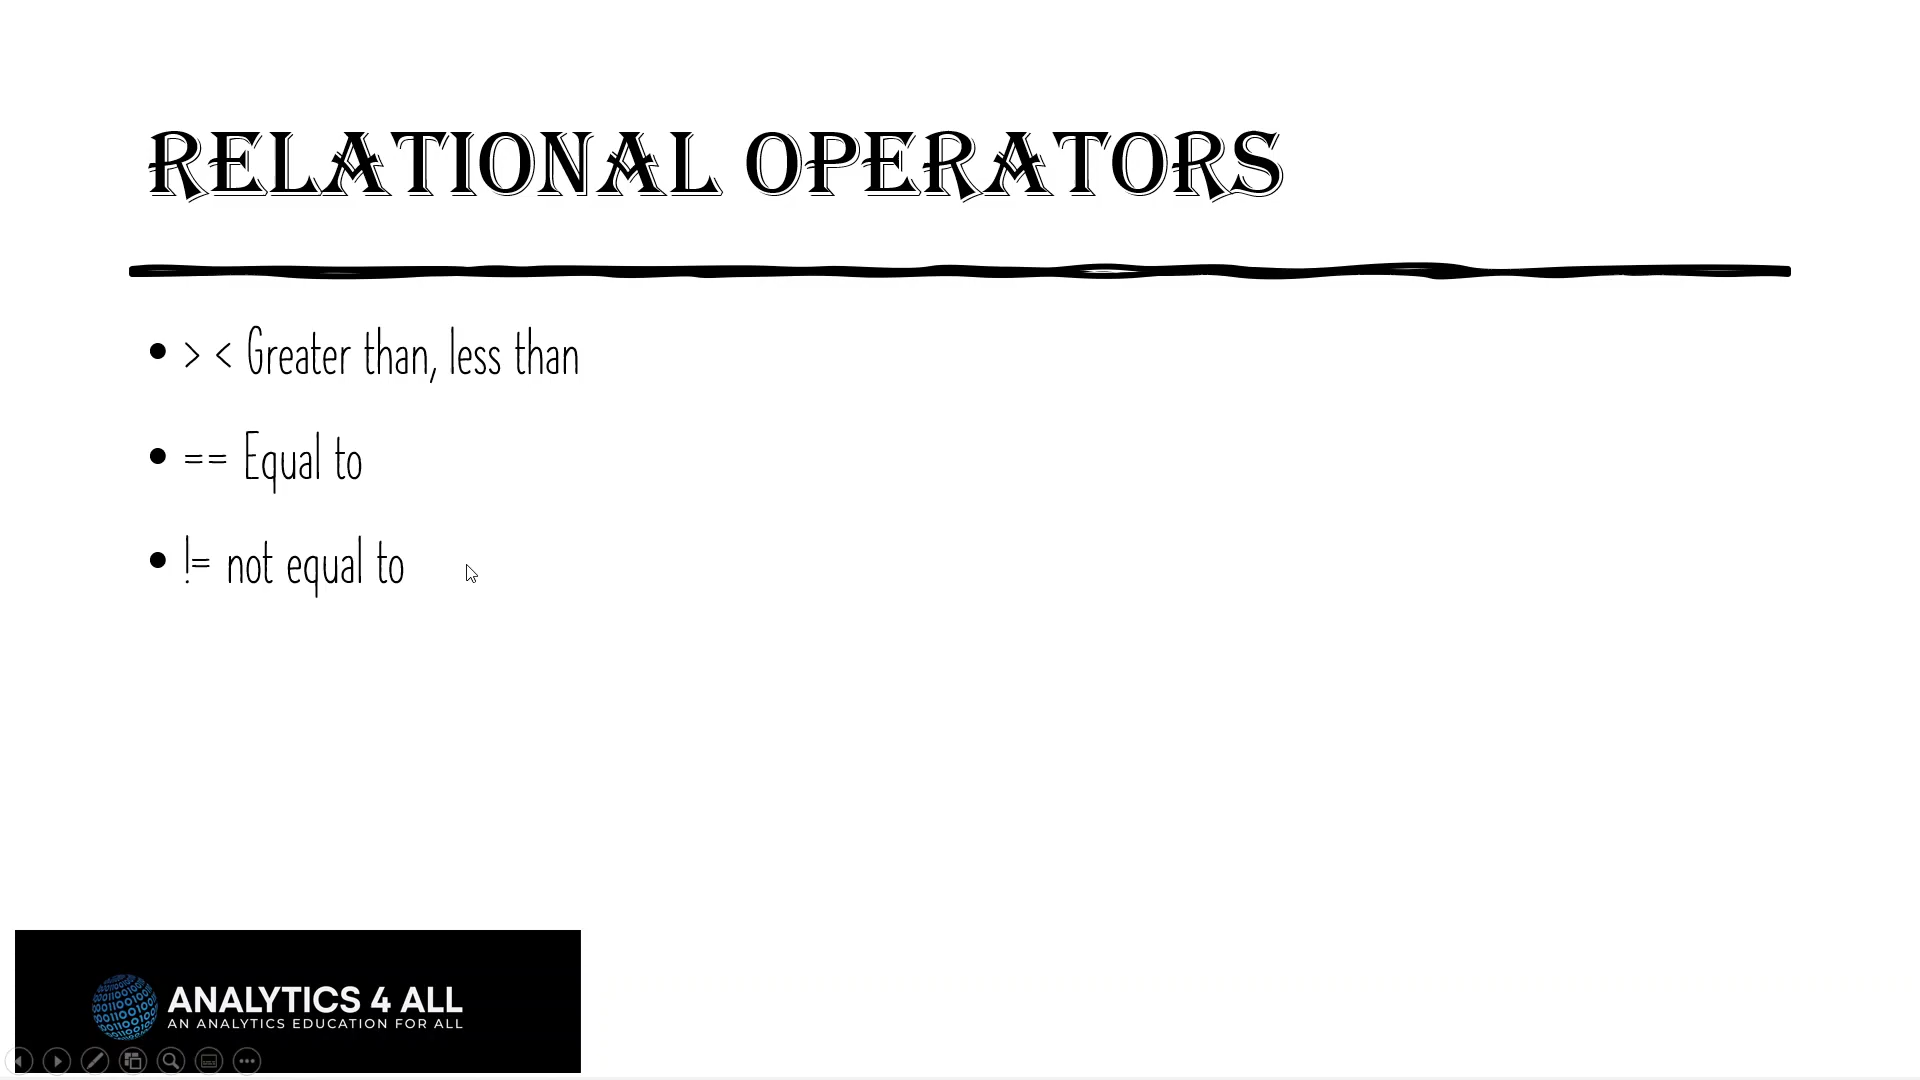 RELATIONAL OPERATORS
• > < Greater than, less than
• == Equal to
• != not equal to
ANALYTICS 4 ALL
AN ANALYTICS EDUCATION FOR ALL